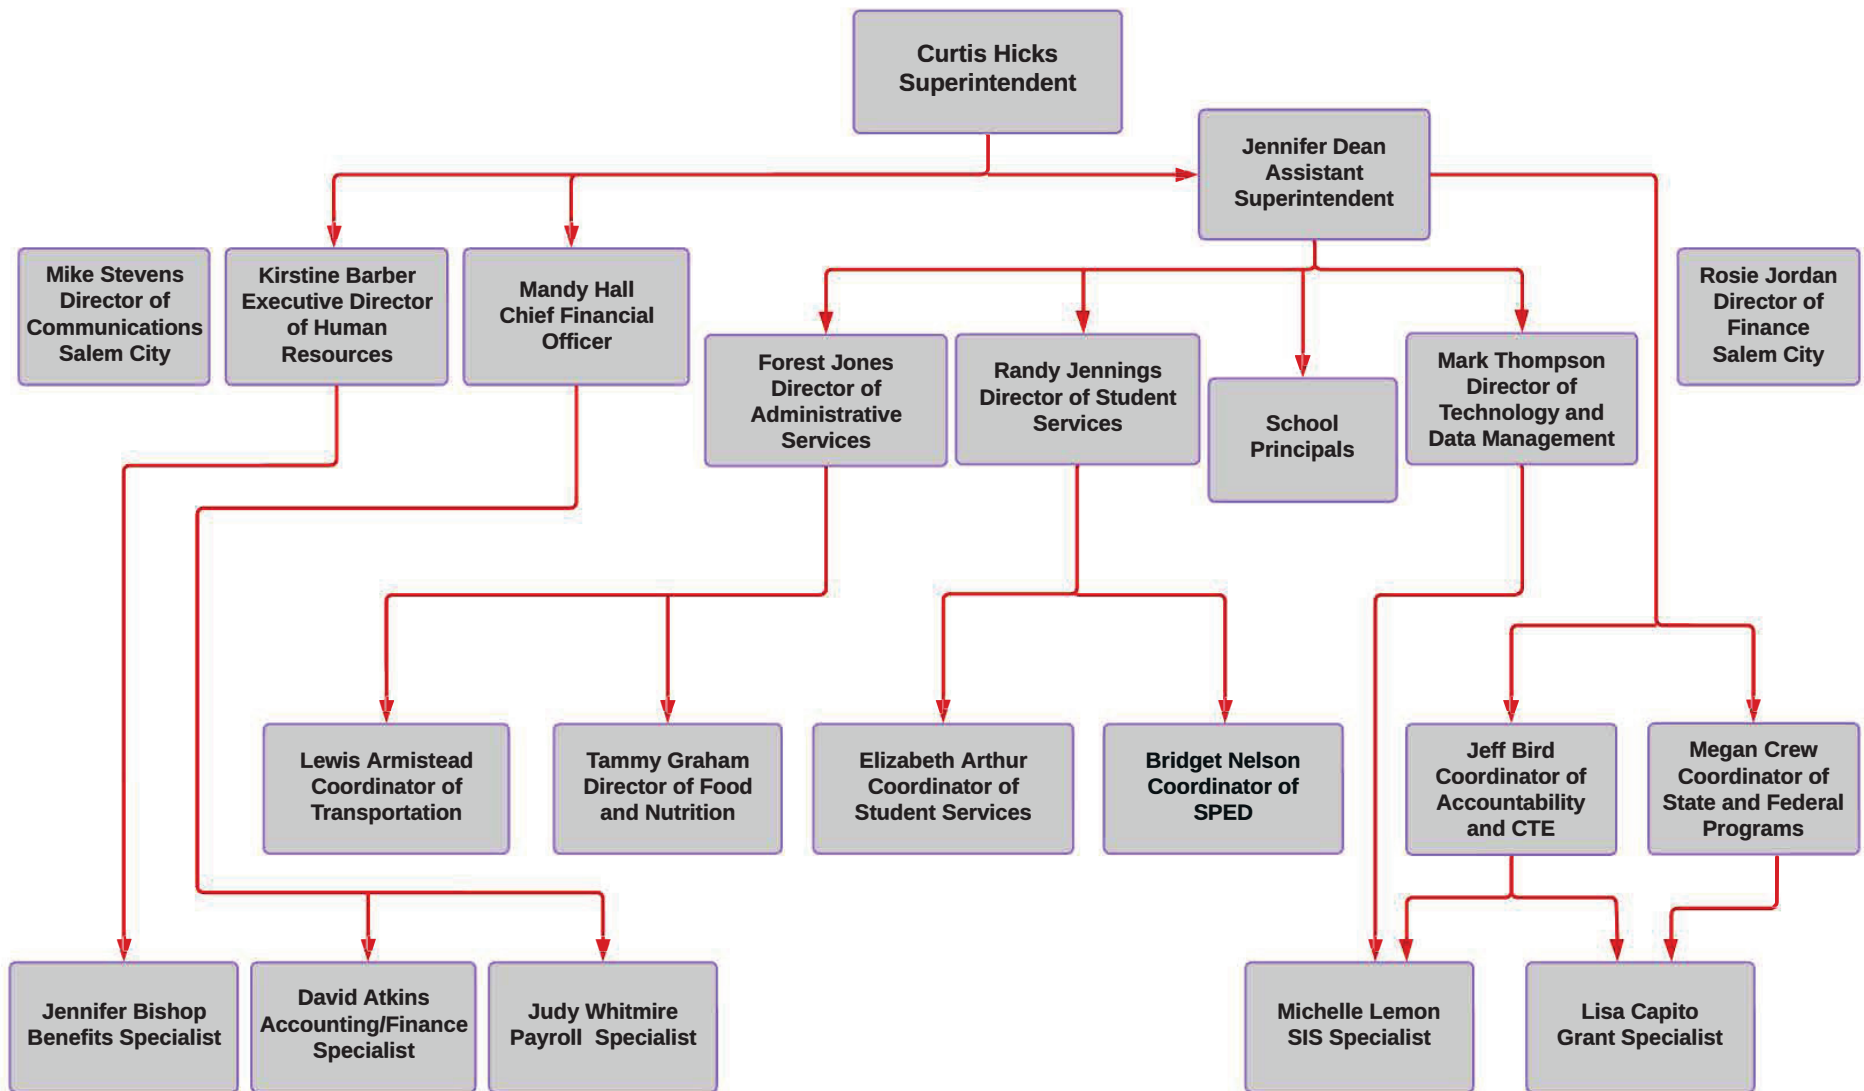 Curtis Hicks
Superintendent
Jennifer Dean
Assistant
Superintendent
Mike Stevens
Director of
Communications
Salem City
Kirstine Barber
Executive Director
of Human
Resources
Mandy Hall
Chief Financial
Officer
Rosie Jordan
Director of
Finance
Salem City
Forest Jones
Director of
Administrative
Services
Randy Jennings
Director of Student
Services
School
Principals
Mark Thompson
Director of
Technology and
Data Management
Lewis Armistead
Coordinator of
Transportation
Tammy Graham
Director of Food
and Nutrition
Elizabeth Arthur
Coordinator of
Student Services
Bridget Nelson
Coordinator of
SPED
Jeff Bird
Coordinator of
Accountability
and CTE
Megan Crew
Coordinator of
State and Federal
Programs
Jennifer Bishop
Benefits Specialist
David Atkins
Accounting/Finance
Specialist
Judy Whitmire
Payroll  Specialist
Michelle Lemon
SIS Specialist
Lisa Capito
Grant Specialist